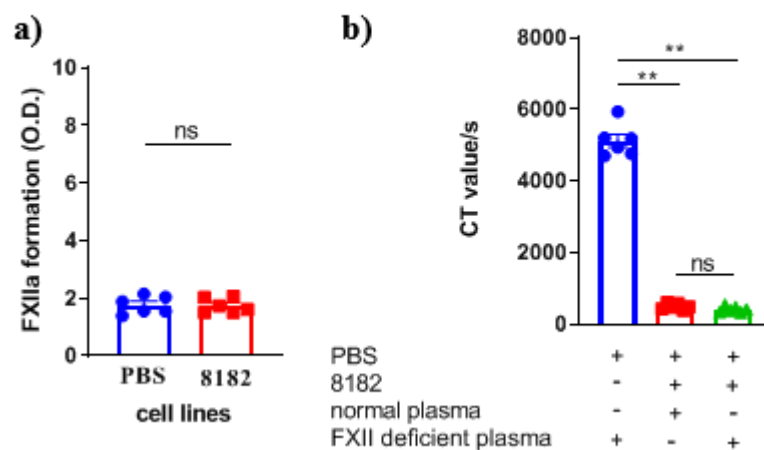 a)
FXIIa formation (O.D.)
10
8
6
4
2
0
ns
PBS 8182
cell lines
b)
CT value/s
8000
6000
4000
2000
0
**
**
ns
PBS + + +
8182 - + +
normal plasma - + -
FXII deficient plasma + - +